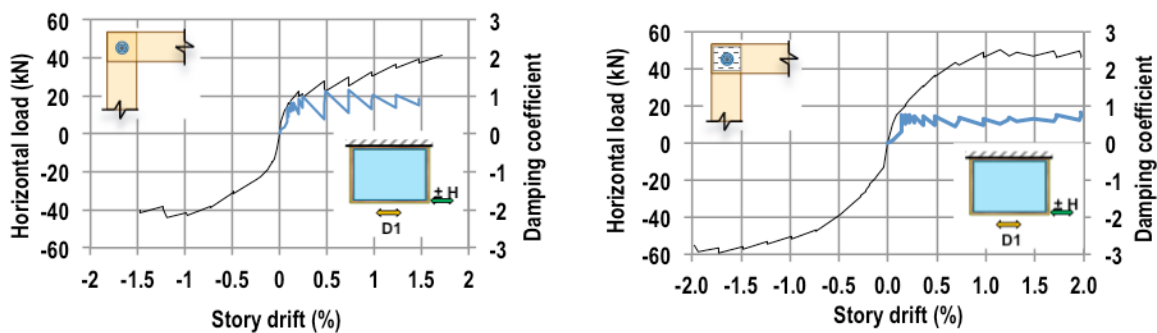 60
40
20
0
-20
-40
-60
Horizontal load (kN)
3
2
1
0
-1
-2
-3
Damping coefficient
± H
D1
-2 -1.5 -1 -0.5 0 0.5 1 1.5 2
Story drift (%)
60
40
20
0
-20
-40
-60
Horizontal load (kN)
3
2
1
0
-1
-2
-3
Damping coefficient
± H
D1
-2.0 -1.5 -1.0 -0.5 0.0 0.5 1.0 1.5 2.0
Story drift (%)